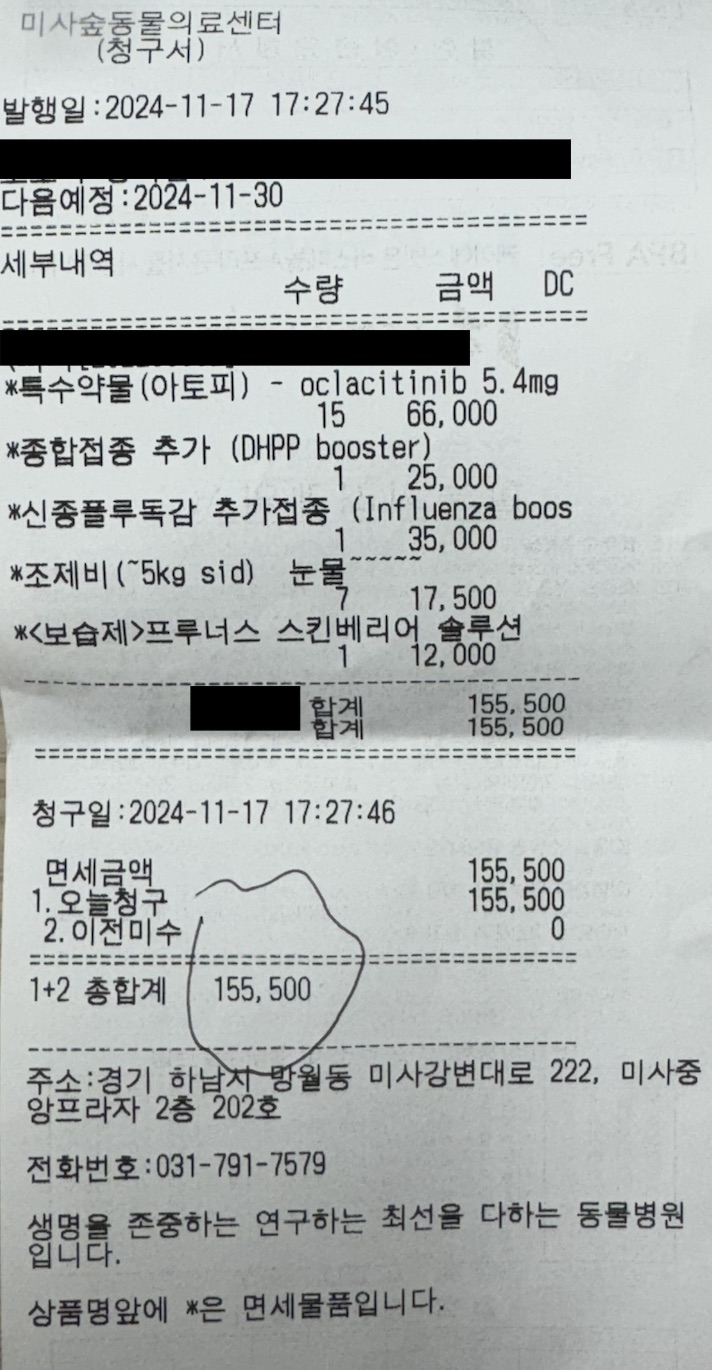 미사숲동물의료센터
(청구서)
발행일:2024-11-17 17:27:45
다음예정:2024-11-30
===========================================
세부내역
수량 금액 DC
===========================================
*특수약물(아토피) - oclacitinib 5.4mg
15 66,000
*종합접종 추가 (DHPP booster)
1 25,000
*신종플루독감 추가접종 (Influenza boos
1 35,000
*조제비(~5kg sid) 눈물~~~~~
7 17,500
*<보습제>프루너스 스킨베리어 솔루션
1 12,000
-------------------------------------------
합계 155,500
합계 155,500
===========================================
청구일:2024-11-17 17:27:46
면세금액 155,500
1.오늘청구 155,500
2.이전미수 0
===========================================
1+2 총합계 155,500
-------------------------------------------
주소:경기 하남시 망월동 미사강변대로 222, 미사중
앙프라자 2층 202호
전화번호:031-791-7579
생명을 존중하는 연구하는 최선을 다하는 동물병원
입니다.
상품명앞에 *은 면세물품입니다.